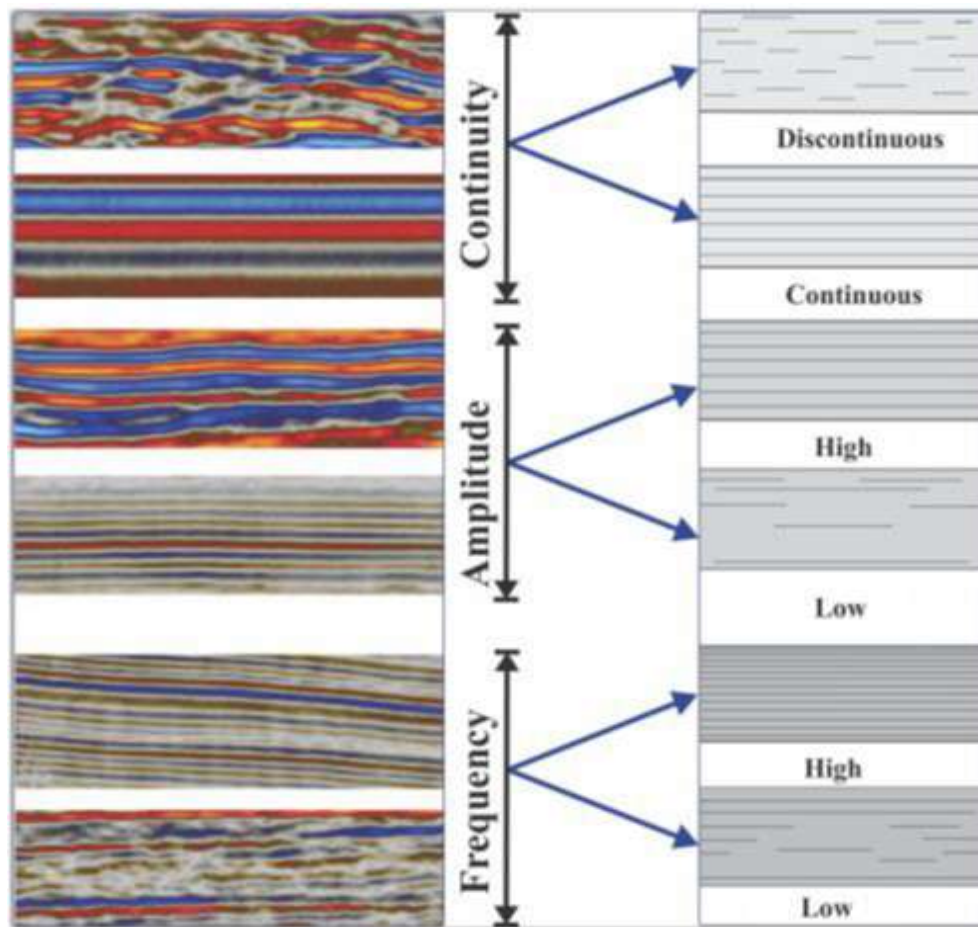 Continuity
Discontinuous
Continuous
Amplitude
High
Low
Frequency
High
Low